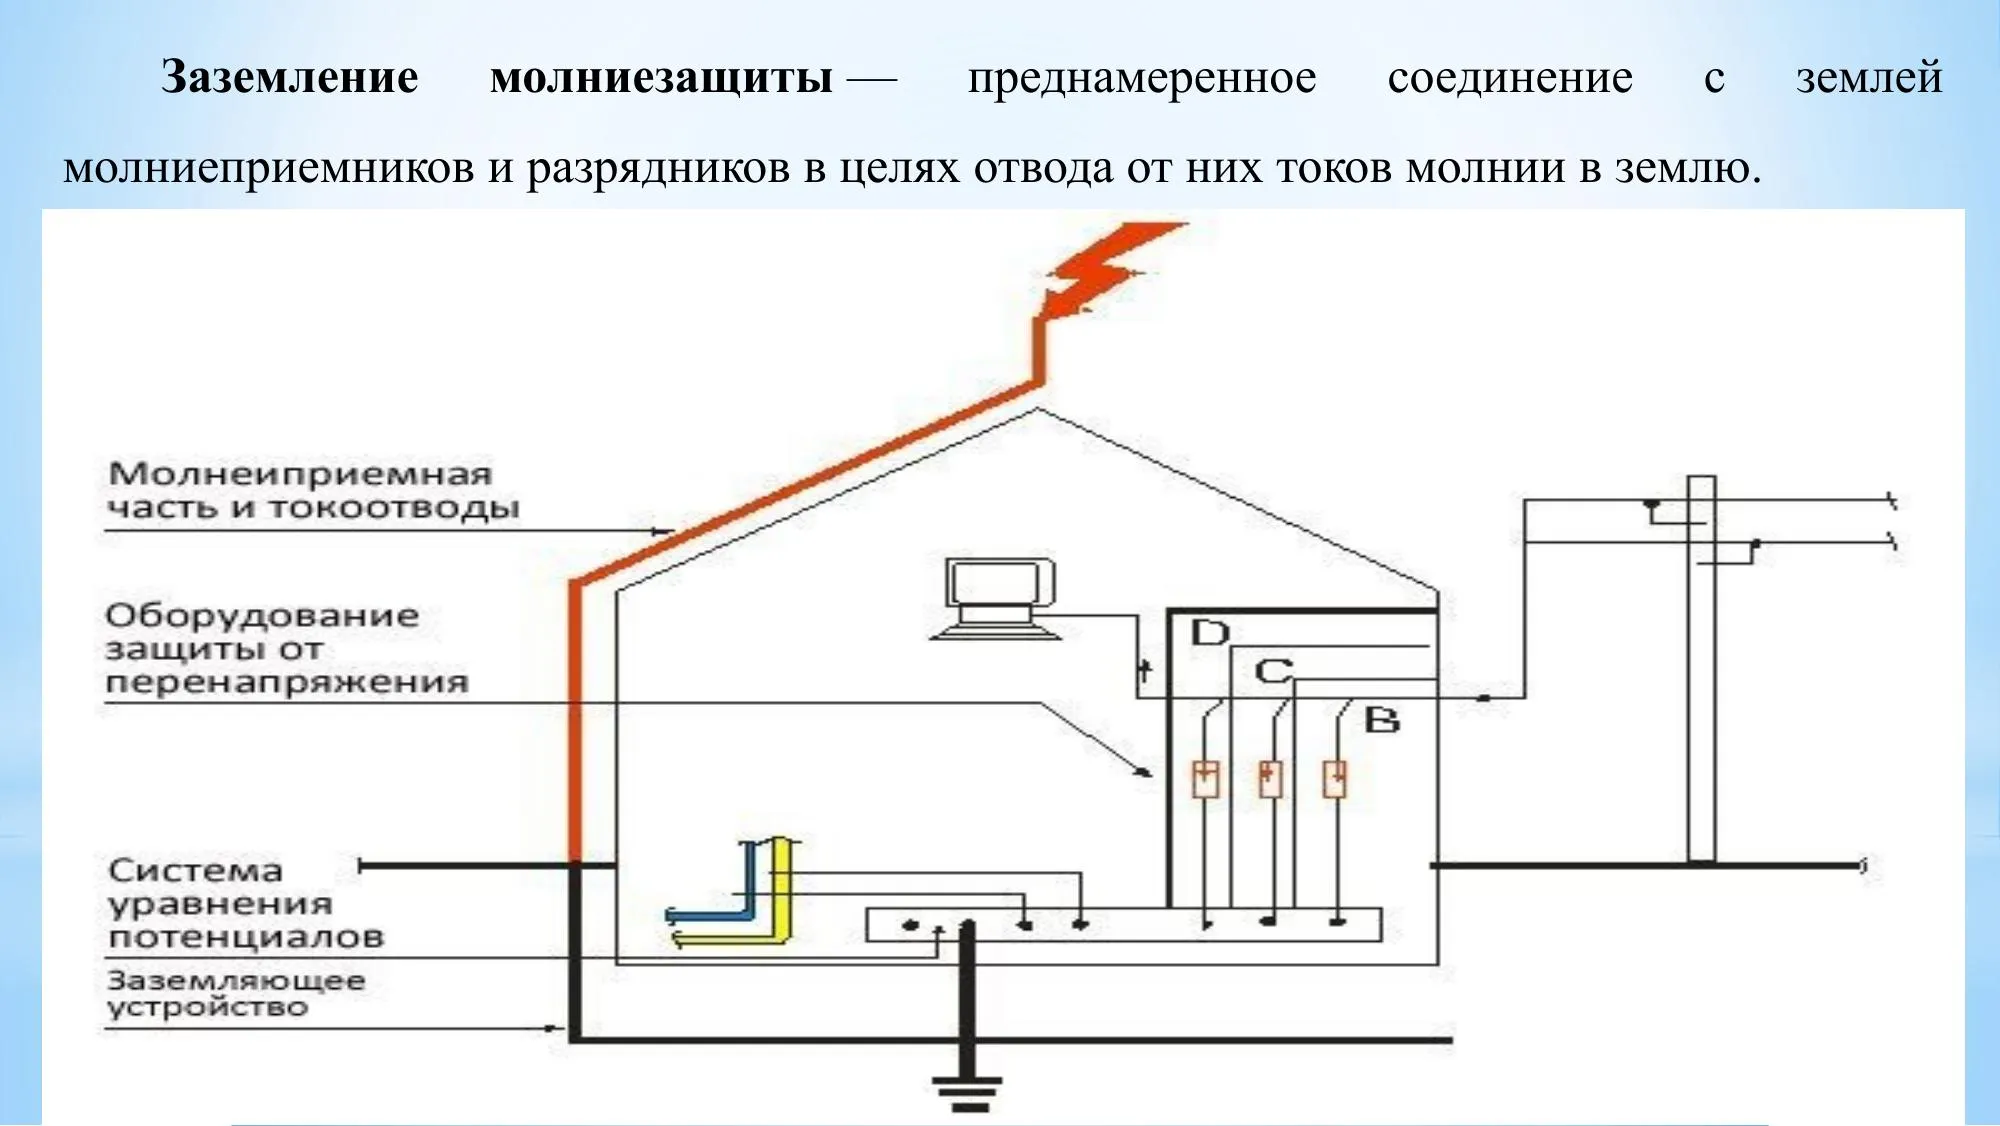 Заземление молниезащиты — преднамеренное соединение с землей
молниеприемников и разрядников в целях отвода от них токов молнии в землю.
Молнеиприемная
часть и токоотводы
Оборудование
защиты от
перенапряжения
D
C
B
Система
уравнения
потенциалов
Заземляющее
устройство